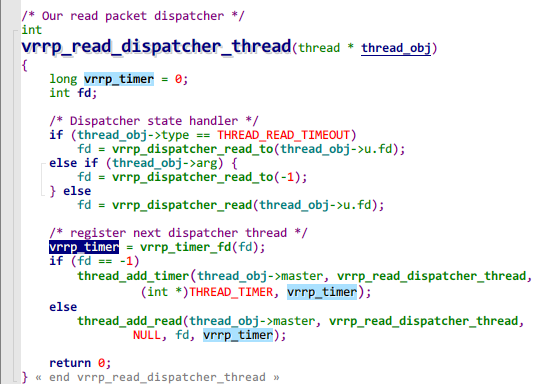 /* Our read packet dispatcher */
int
vrrp_read_dispatcher_thread(thread * thread_obj)
{
    long vrrp_timer = 0;
    int fd;

    /* Dispatcher state handler */
    if (thread_obj->type == THREAD_READ_TIMEOUT)
        fd = vrrp_dispatcher_read_to(thread_obj->u.fd);
    else if (thread_obj->arg) {
        fd = vrrp_dispatcher_read_to(-1);
    } else
        fd = vrrp_dispatcher_read(thread_obj->u.fd);

    /* register next dispatcher thread */
    vrrp_timer = vrrp_timer_fd(fd);
    if (fd == -1)
        thread_add_timer(thread_obj->master, vrrp_read_dispatcher_thread,
                (int *)THREAD_TIMER, vrrp_timer);
    else
        thread_add_read(thread_obj->master, vrrp_read_dispatcher_thread,
                NULL, fd, vrrp_timer);

    return 0;
} « end vrrp_read_dispatcher_thread »